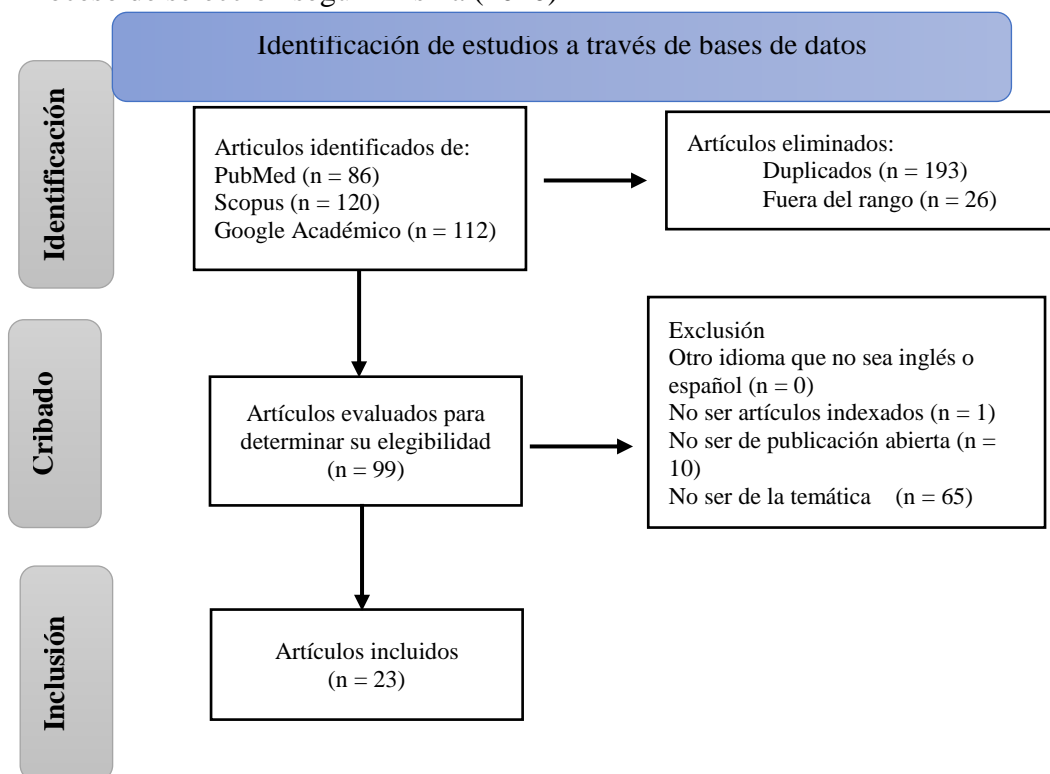 Identificación de estudios a través de bases de datos
Identificación
Articulos identificados de:
PubMed (n = 86)
Scopus (n = 120)
Google Académico (n = 112)
Artículos eliminados:
Duplicados (n = 193)
Fuera del rango (n = 26)
Cribado
Artículos evaluados para
determinar su elegibilidad
(n = 99)
Exclusión
Otro idioma que no sea inglés o
español (n = 0)
No ser artículos indexados (n = 1)
No ser de publicación abierta (n =
10)
No ser de la temática (n = 65)
Inclusión
Artículos incluidos
(n = 23)